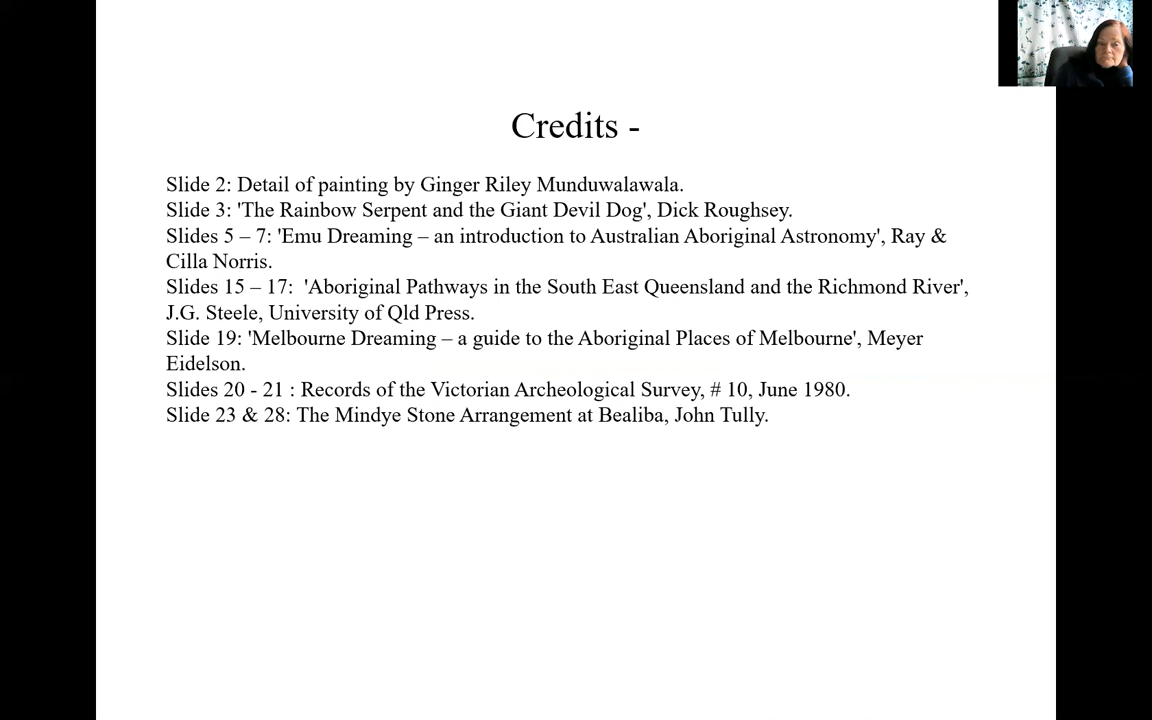 Credits -
Slide 2: Detail of painting by Ginger Riley Munduwalawala.
Slide 3: 'The Rainbow Serpent and the Giant Devil Dog', Dick Roughsey.
Slides 5 – 7: 'Emu Dreaming – an introduction to Australian Aboriginal Astronomy', Ray &
Cilla Norris.
Slides 15 – 17:  'Aboriginal Pathways in the South East Queensland and the Richmond River',
J.G. Steele, University of Qld Press.
Slide 19: 'Melbourne Dreaming – a guide to the Aboriginal Places of Melbourne', Meyer
Eidelson.
Slides 20 - 21 : Records of the Victorian Archeological Survey, # 10, June 1980.
Slide 23 & 28: The Mindye Stone Arrangement at Bealiba, John Tully.